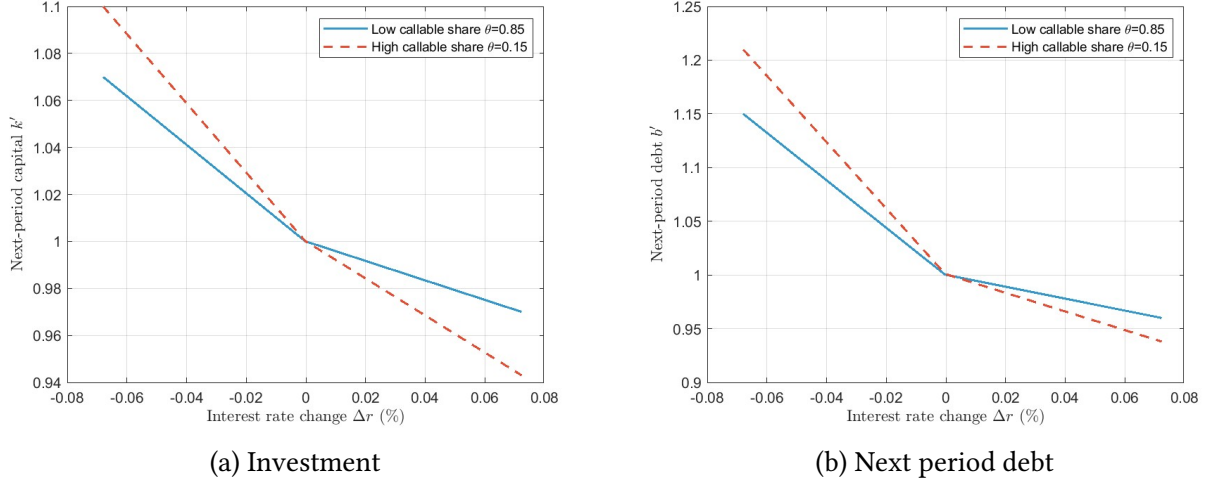 1.1
1.08
1.06
1.04
1.02
1
0.98
0.96
0.94
-0.08 -0.06 -0.04 -0.02 0 0.02 0.04 0.06 0.08
Next-period capital k′
Interest rate change Δr (%)
Low callable share θ=0.85
High callable share θ=0.15
(a) Investment
1.25
1.2
1.15
1.1
1.05
1
0.95
0.9
-0.08 -0.06 -0.04 -0.02 0 0.02 0.04 0.06 0.08
Next-period debt b′
Interest rate change Δr (%)
Low callable share θ=0.85
High callable share θ=0.15
(b) Next period debt